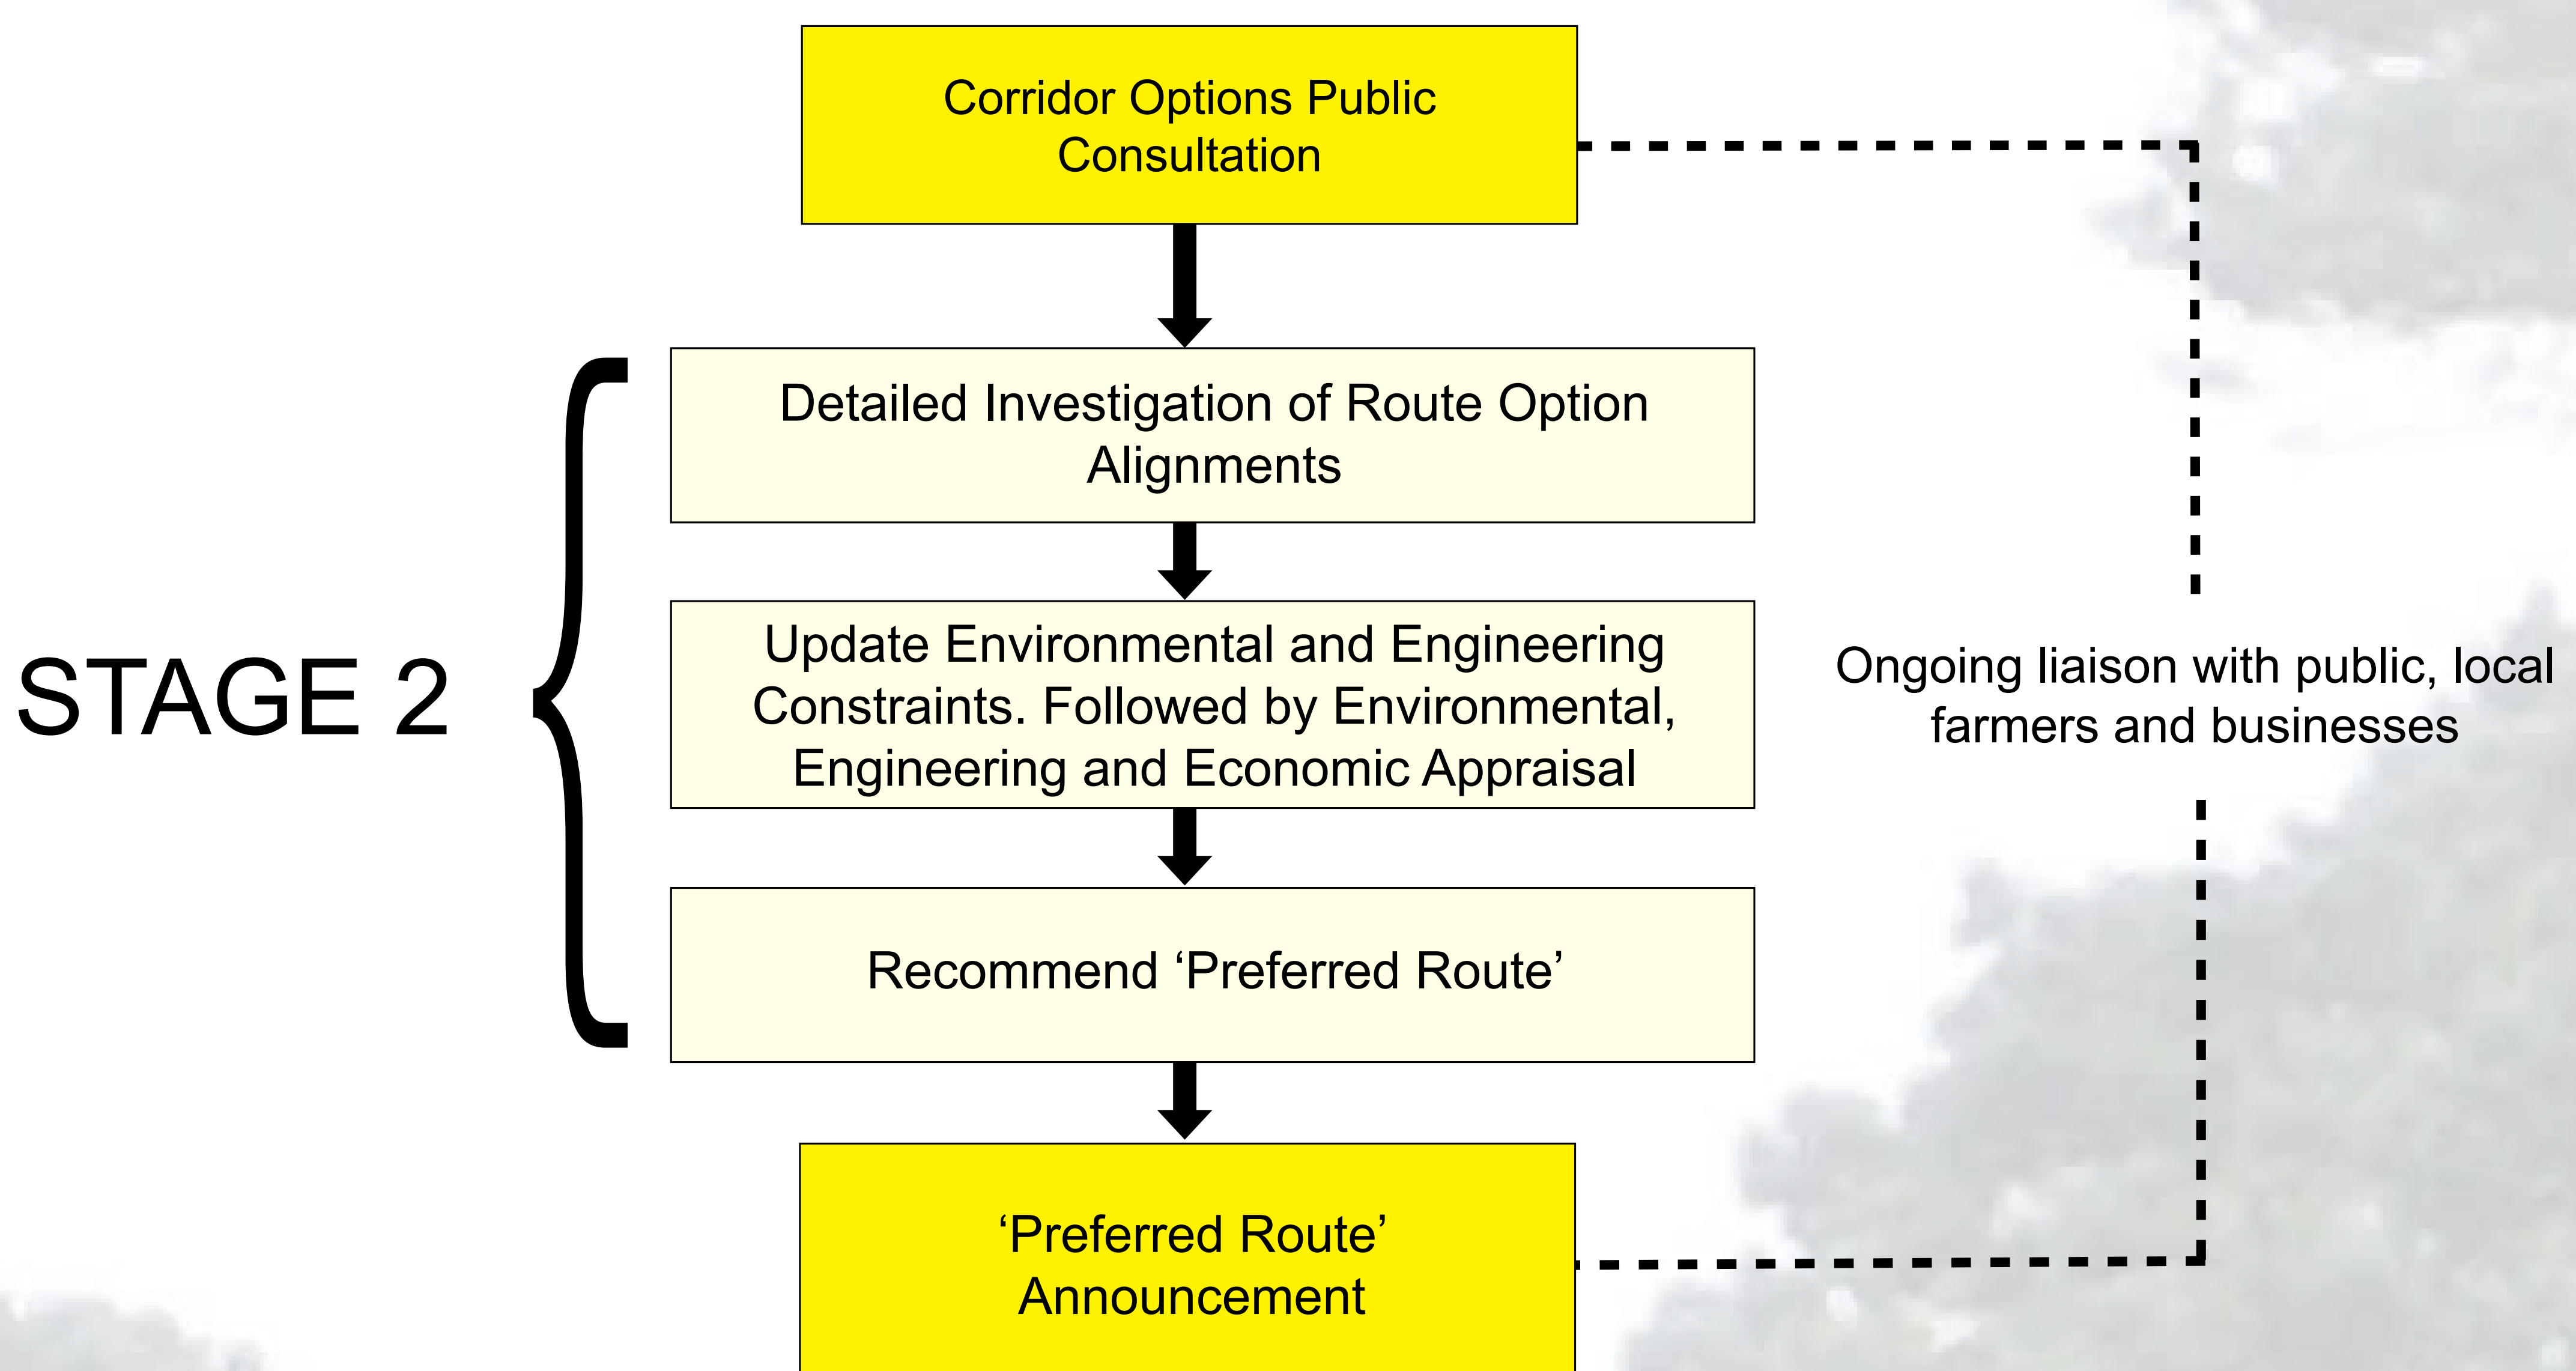 Corridor Options Public
Consultation
Detailed Investigation of Route Option
Alignments
STAGE 2
Update Environmental and Engineering
Constraints. Followed by Environmental,
Engineering and Economic Appraisal
Ongoing liaison with public, local
farmers and businesses
Recommend ‘Preferred Route’
‘Preferred Route’
Announcement